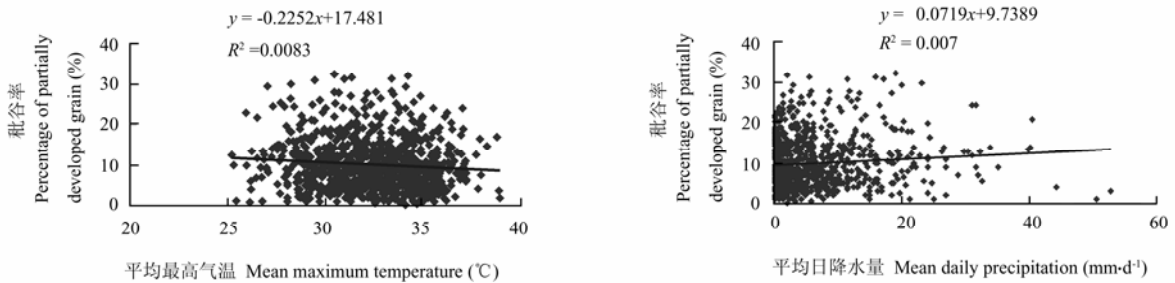 y = -0.2252x+17.481
R² =0.0083
秕谷率
Percentage of partially
developed grain (%)
40
30
20
10
0
20
25
30
35
40
平均最高气温 Mean maximum temperature (℃)
y = 0.0719x+9.7389
R² = 0.007
秕谷率
Percentage of partially
developed grain (%)
40
30
20
10
0
0
20
40
60
平均日降水量 Mean daily precipitation (mm·d⁻¹)